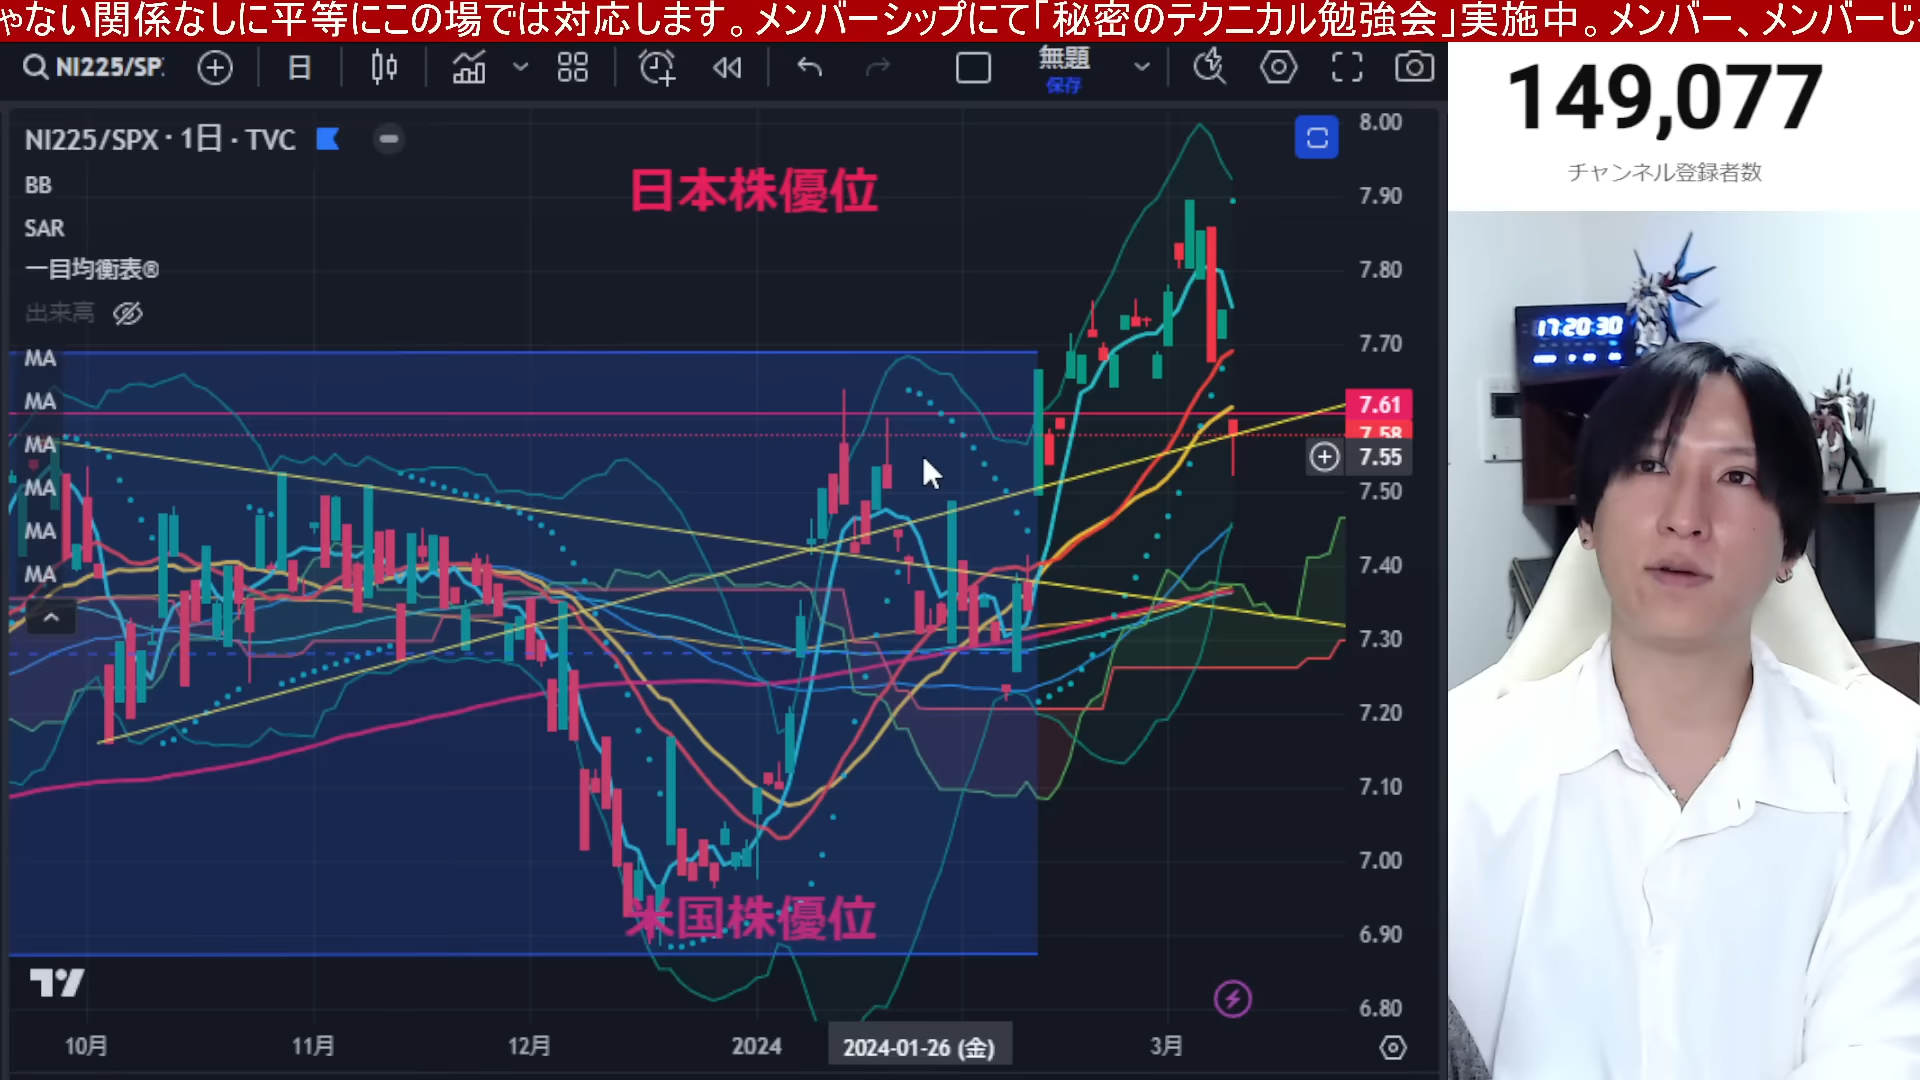 ゃない関係なしに平等にこの場では対応します。メンバーシップにて「秘密のテクニカル勉強会」実施中。メンバー、メンバーじ
NI225/SP
日
無題
保存
149,077
チャンネル登録者数
NI225/SPX · 1日 · TVC
BB
SAR
一目均衡表®
出来高
MA
MA
MA
MA
MA
MA
日本株優位
米国株優位
8.00
7.90
7.80
7.70
7.61
7.58
7.55
7.50
7.40
7.30
7.20
7.10
7.00
6.90
6.80
10月
11月
12月
2024
2024-01-26 (金)
3月
17:20:30